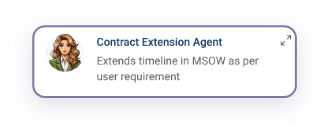 Contract Extension Agent
Extends timeline in MSOW as per
user requirement